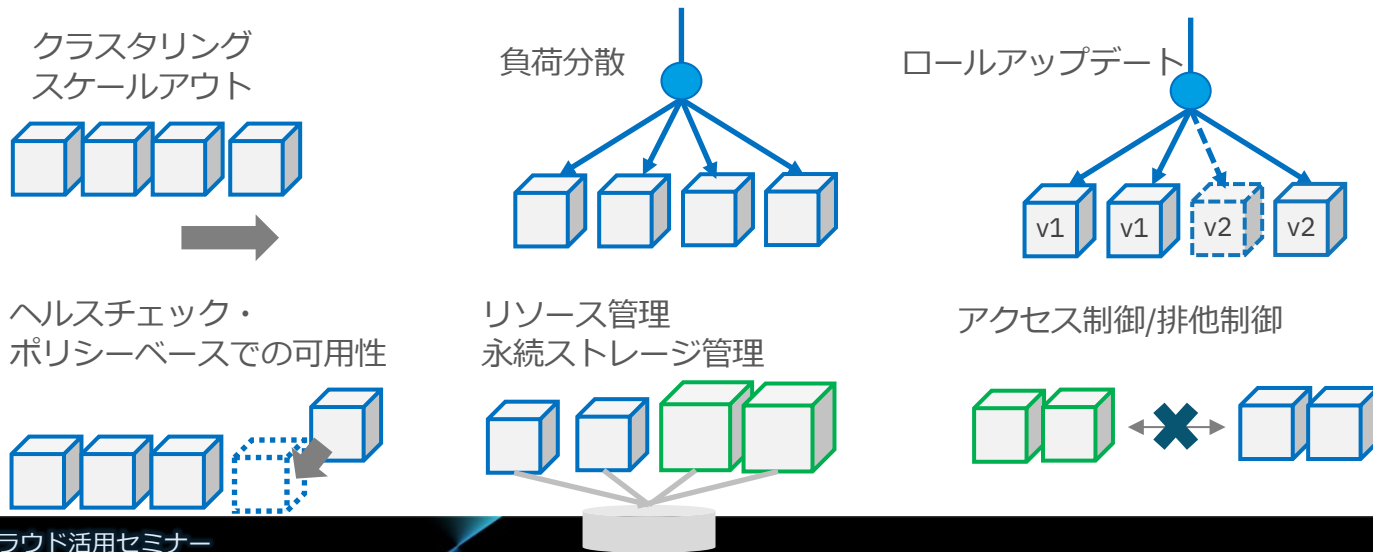 クラスタリング
スケールアウト
負荷分散
ロールアップデート
v1
v1
v2
v2
ヘルスチェック・
ポリシーベースでの可用性
リソース管理
永続ストレージ管理
アクセス制御/排他制御
ラウド活用セミナー